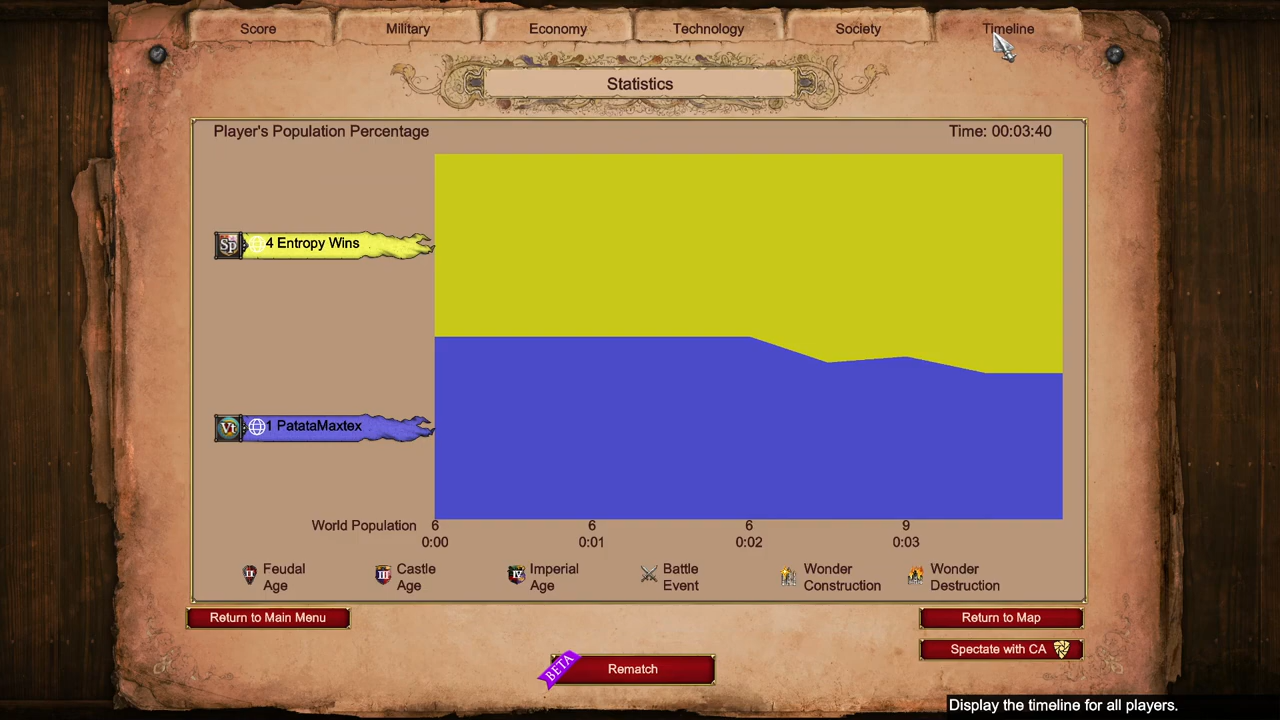 Score Military Economy Technology Society Timeline
Statistics
Player's Population Percentage Time: 00:03:40
Sp 4 Entropy Wins
Vt 1 PatataMaxtex
World Population 6 6 6 9
0:00 0:01 0:02 0:03
II Feudal Age
III Castle Age
IV Imperial Age
Battle Event
Wonder Construction
Wonder Destruction
Return to Main Menu Return to Map
Spectate with CA
BETA Rematch
Display the timeline for all players.